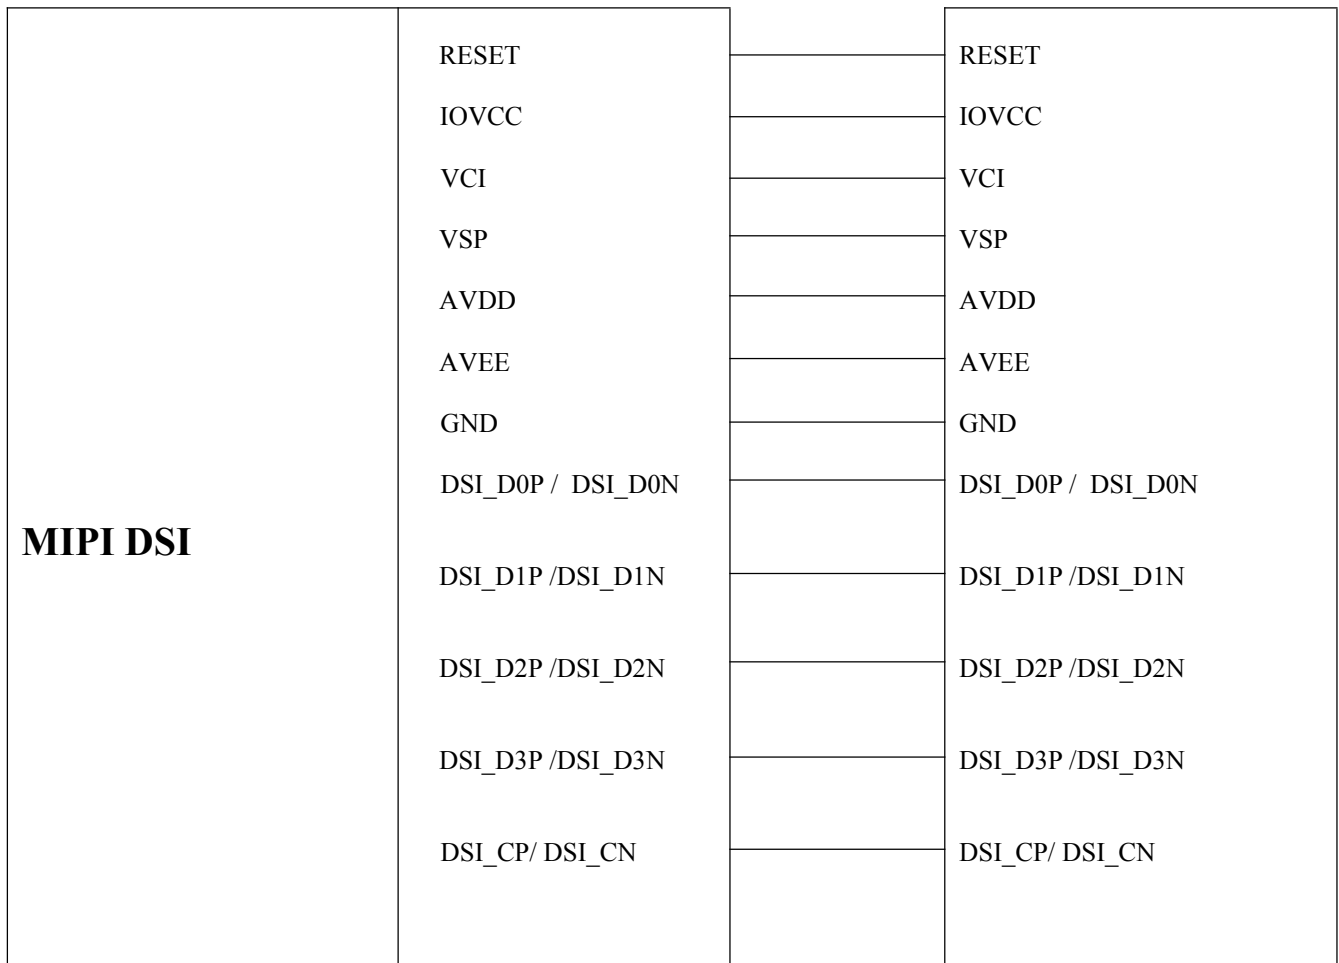 RESET RESET
IOVCC IOVCC
VCI VCI
VSP VSP
AVDD AVDD
AVEE AVEE
GND GND
DSI_D0P /  DSI_D0N DSI_D0P /  DSI_D0N
MIPI DSI
DSI_D1P /DSI_D1N DSI_D1P /DSI_D1N
DSI_D2P /DSI_D2N DSI_D2P /DSI_D2N
DSI_D3P /DSI_D3N DSI_D3P /DSI_D3N
DSI_CP/ DSI_CN DSI_CP/ DSI_CN